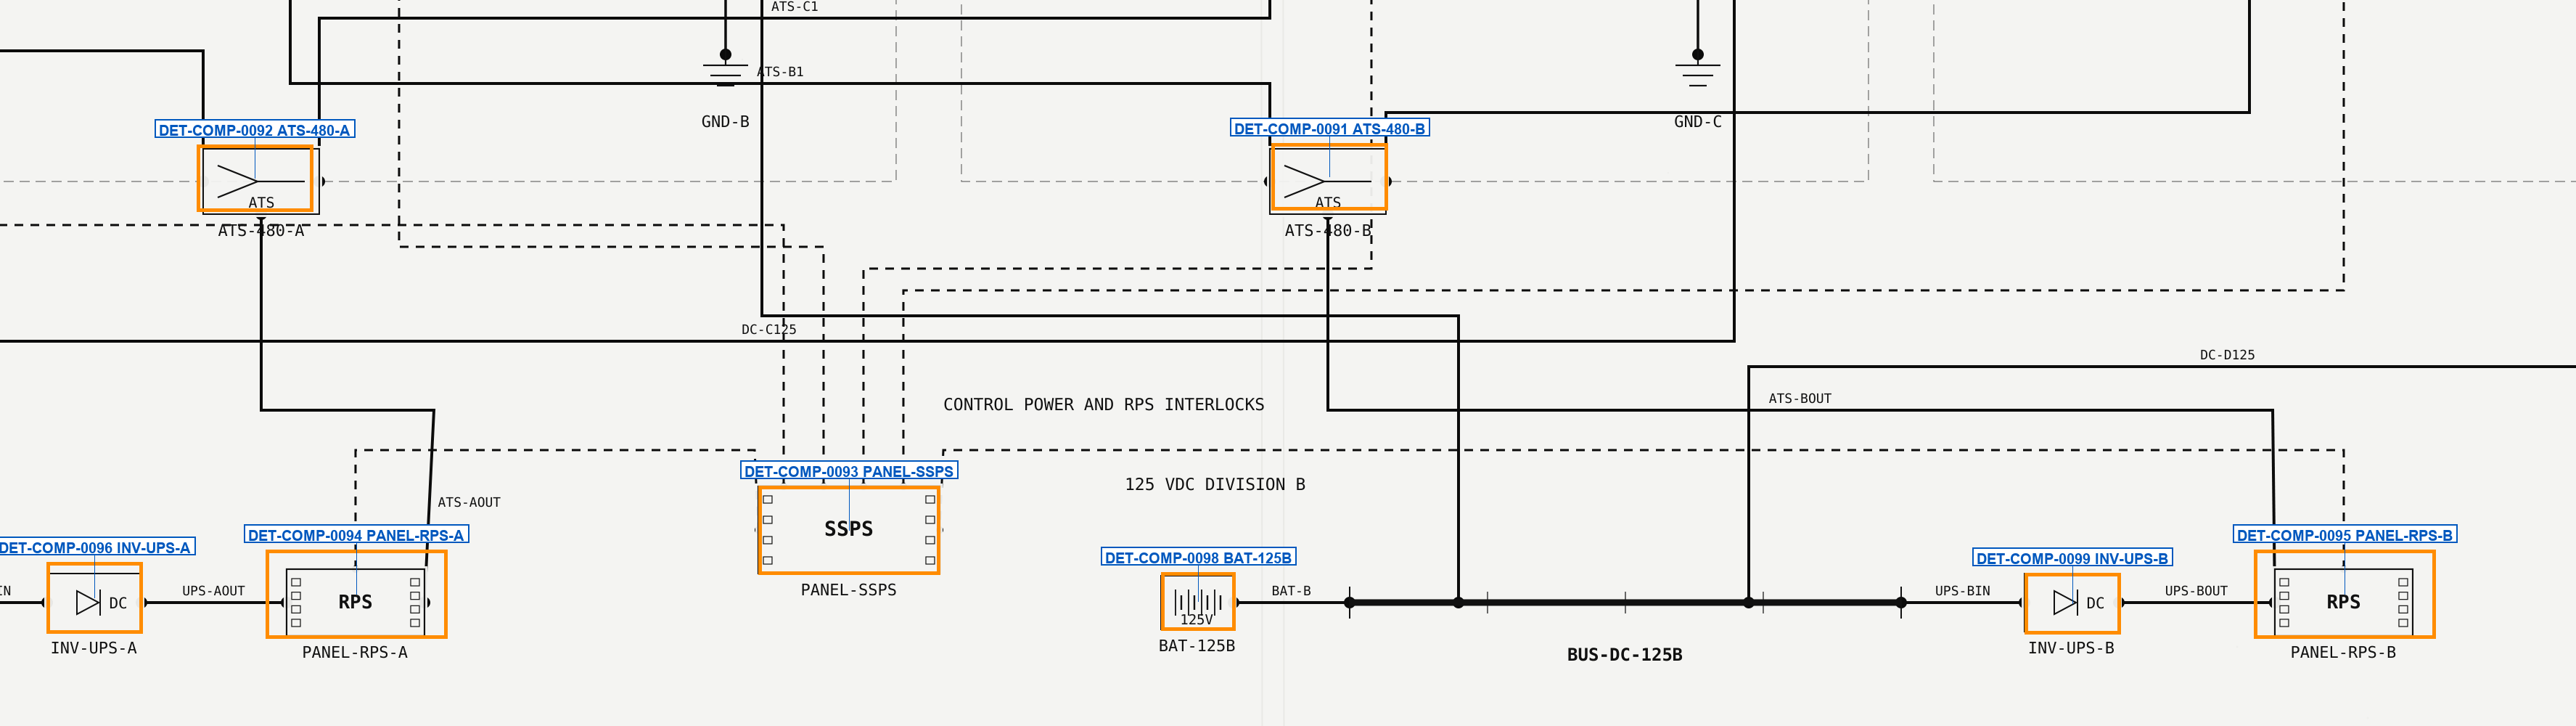 ATS-C1
ATS-B1
GND-B
GND-C
DET-COMP-0092 ATS-480-A
DET-COMP-0091 ATS-480-B
ATS
ATS
ATS-480-A
ATS-480-B
DC-C125
DC-D125
CONTROL POWER AND RPS INTERLOCKS
ATS-BOUT
DET-COMP-0093 PANEL-SSPS
125 VDC DIVISION B
ATS-AOUT
SSPS
DET-COMP-0096 INV-UPS-A
DET-COMP-0094 PANEL-RPS-A
DET-COMP-0098 BAT-125B
DET-COMP-0099 INV-UPS-B
DET-COMP-0095 PANEL-RPS-B
IN
DC
UPS-AOUT
RPS
PANEL-SSPS
125V
BAT-B
UPS-BIN
DC
UPS-BOUT
RPS
INV-UPS-A
PANEL-RPS-A
BAT-125B
BUS-DC-125B
INV-UPS-B
PANEL-RPS-B